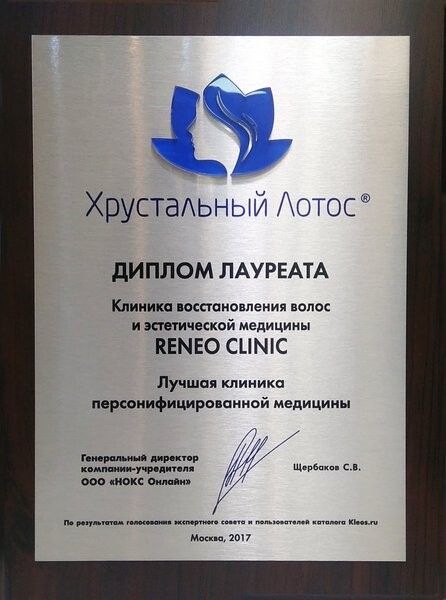 Хрустальный Лотос®
ДИПЛОМ ЛАУРЕАТА
Клиника восстановления волос
и эстетической медицины
RENEO CLINIC
Лучшая клиника
персонифицированной медицины
Генеральный директор
компании-учредителя
ООО «НОКС Онлайн»
Щербаков С.В.
По результатам голосования экспертного совета и пользователей каталога Kleos.ru
Москва, 2017